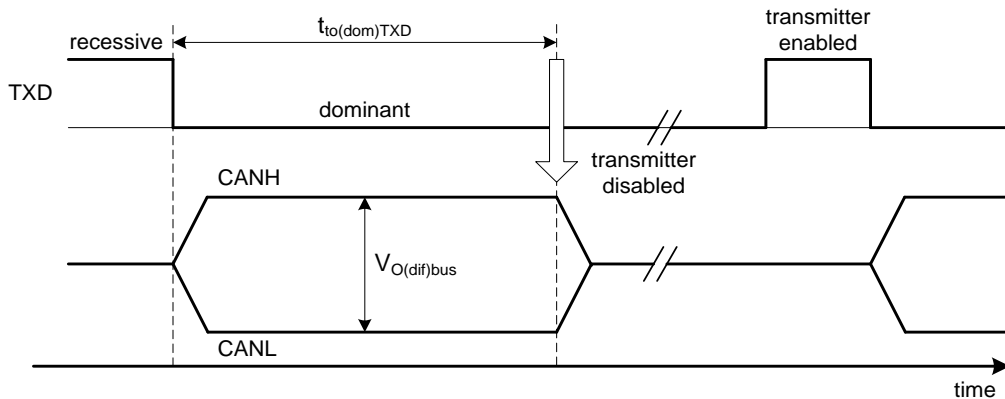 t_to(dom)TXD
recessive
transmitter
enabled
TXD
dominant
transmitter
disabled
CANH
V_O(dif)bus
CANL
time